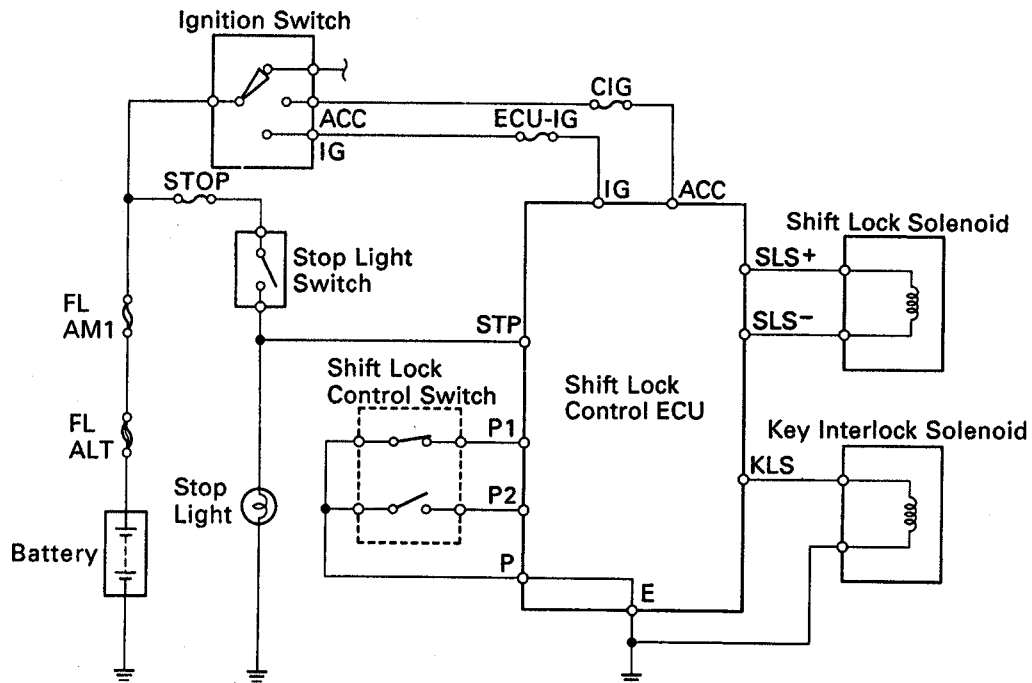 Ignition Switch
CIG
ACC
ECU-IG
IG
STOP
IG
ACC
Shift Lock Solenoid
SLS+
Stop Light
Switch
FL
AM1
STP
SLS−
Shift Lock
Control Switch
Shift Lock
Control ECU
FL
ALT
P1
Key Interlock Solenoid
KLS
Stop
Light
P2
Battery
P
E